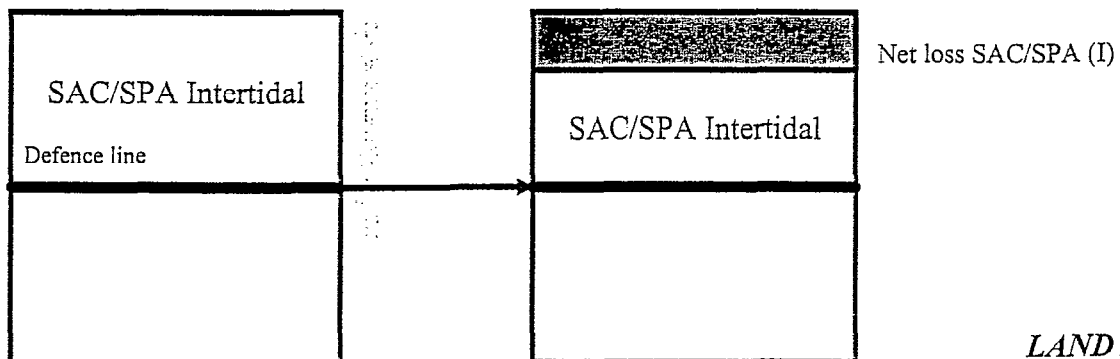 SAC/SPA Intertidal
Defence line
Net loss SAC/SPA (I)
SAC/SPA Intertidal
LAND